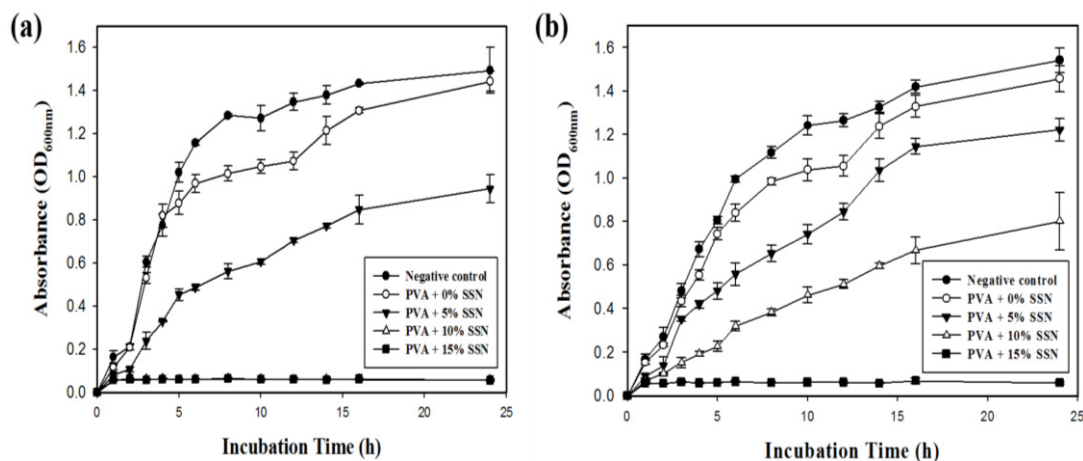 (a)
Absorbance (OD600nm)
1.6
1.4
1.2
1.0
0.8
0.6
0.4
0.2
0.0
Negative control
PVA + 0% SSN
PVA + 5% SSN
PVA + 10% SSN
PVA + 15% SSN
0 5 10 15 20 25
Incubation Time (h)
(b)
Absorbance (OD600nm)
1.6
1.4
1.2
1.0
0.8
0.6
0.4
0.2
0.0
Negative control
PVA + 0% SSN
PVA + 5% SSN
PVA + 10% SSN
PVA + 15% SSN
0 5 10 15 20 25
Incubation Time (h)